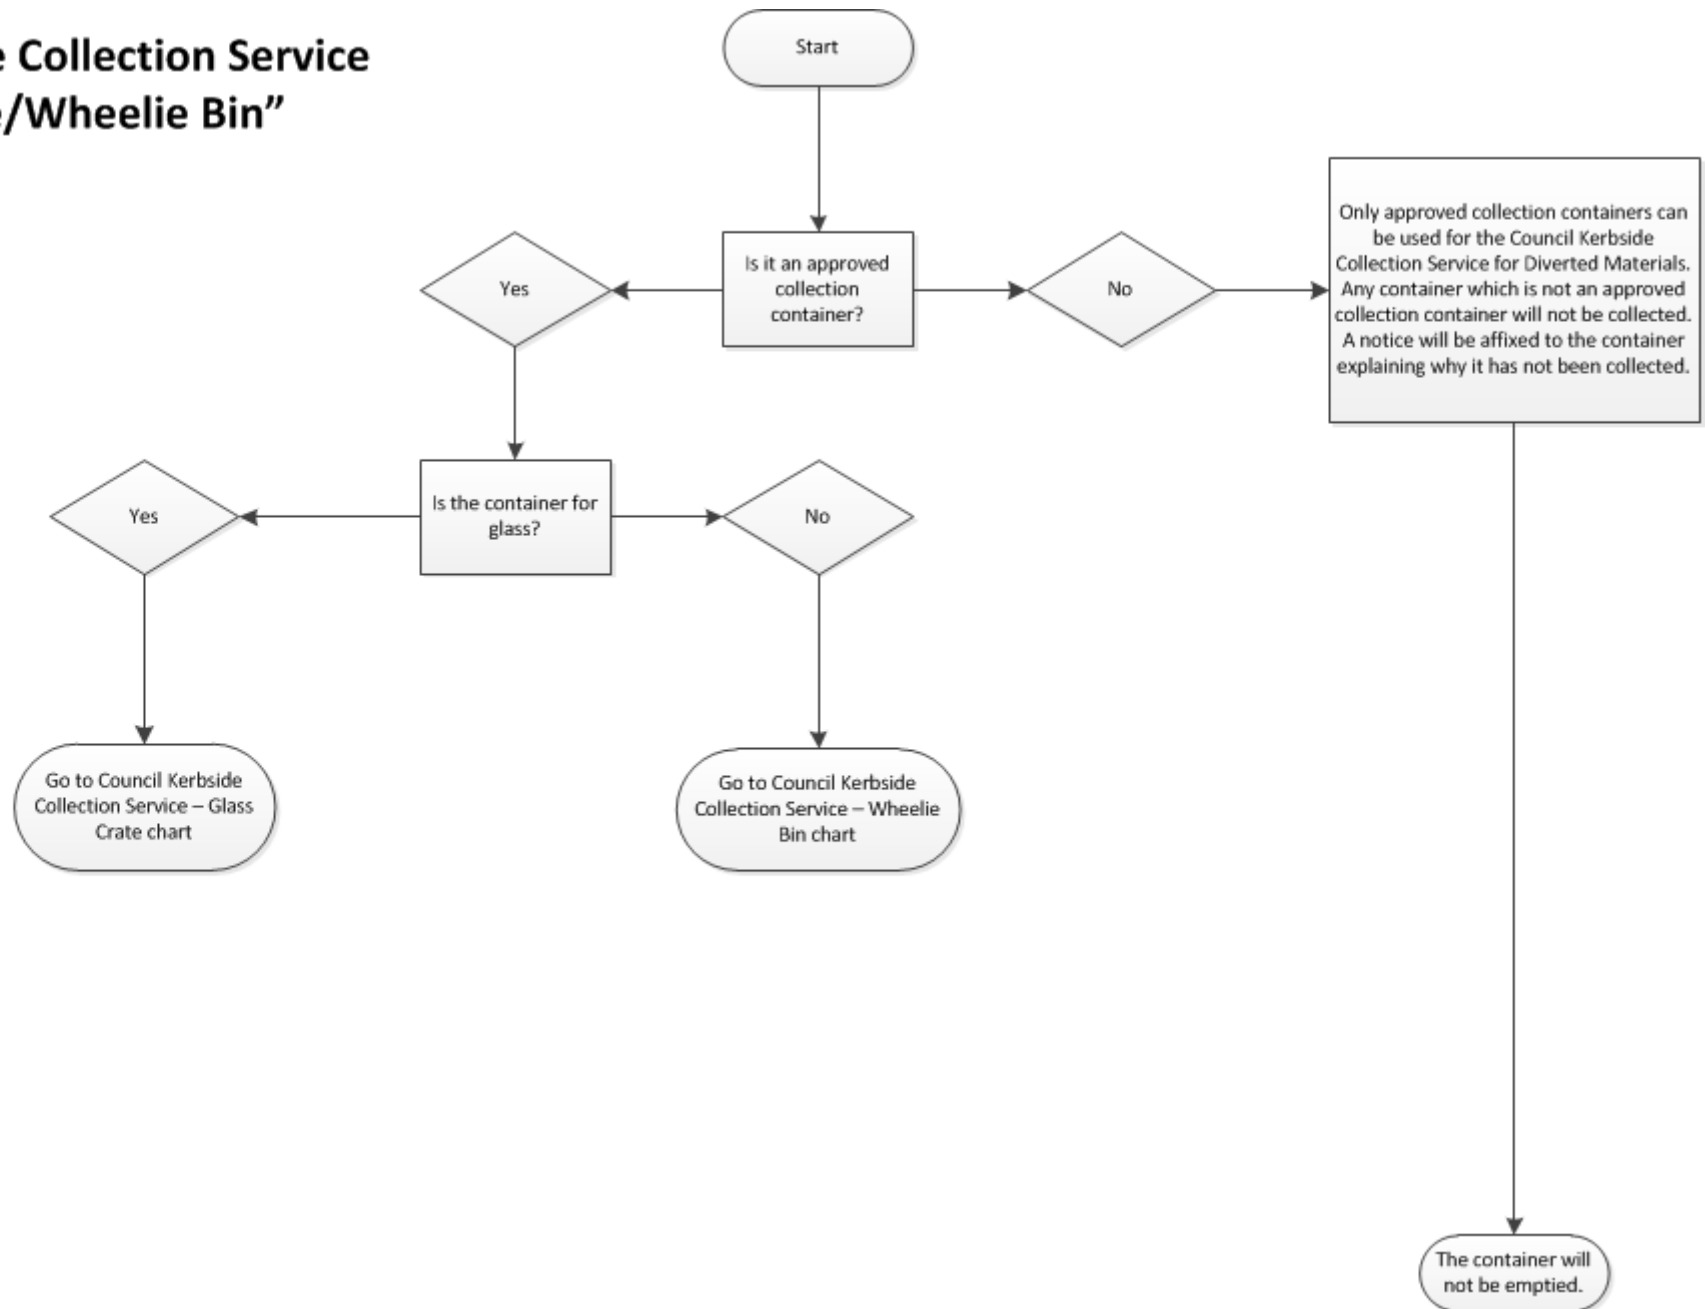 e Collection Service
e/Wheelie Bin”
Start
Is it an approved
collection
container?
Yes
No
Only approved collection containers can
be used for the Council Kerbside
Collection Service for Diverted Materials.
Any container which is not an approved
collection container will not be collected.
A notice will be affixed to the container
explaining why it has not been collected.
Is the container for
glass?
Yes
No
Go to Council Kerbside
Collection Service – Glass
Crate chart
Go to Council Kerbside
Collection Service – Wheelie
Bin chart
The container will
not be emptied.